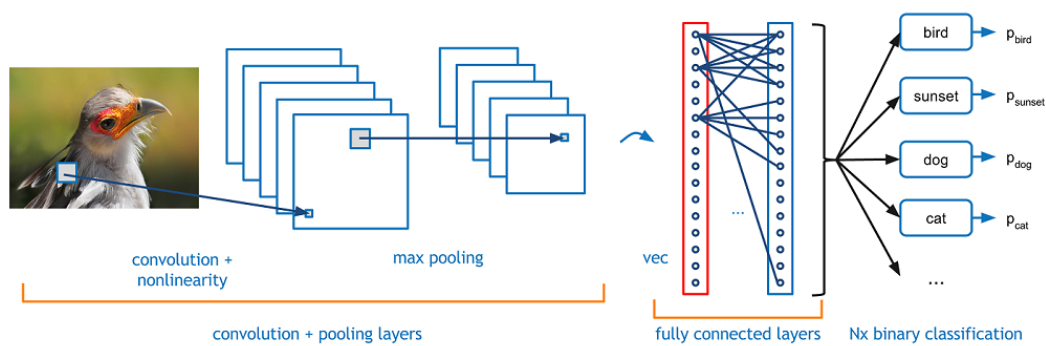 bird
p_bird
sunset
p_sunset
dog
p_dog
cat
p_cat
...
...
convolution +
nonlinearity
max pooling
vec
convolution + pooling layers
fully connected layers
Nx binary classification